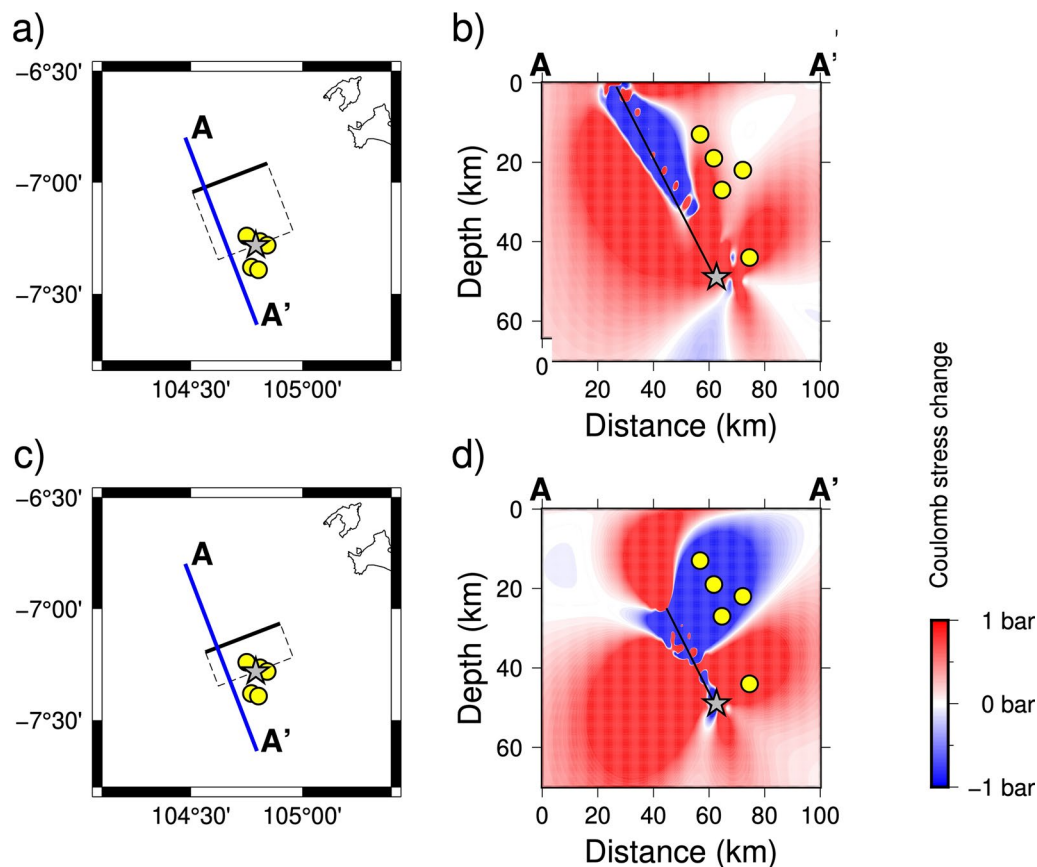 a)
−6°30'
−7°00'
−7°30'
A
A’
104°30' 105°00'
b)
’
A A’
0
20
40
60
Depth (km)
0
20 40 60 80 100
Distance (km)
c)
−6°30'
−7°00'
−7°30'
A
A’
104°30' 105°00'
d)
A A’
0
20
40
60
Depth (km)
0 20 40 60 80 100
Distance (km)
Coulomb stress change
1 bar
0 bar
−1 bar